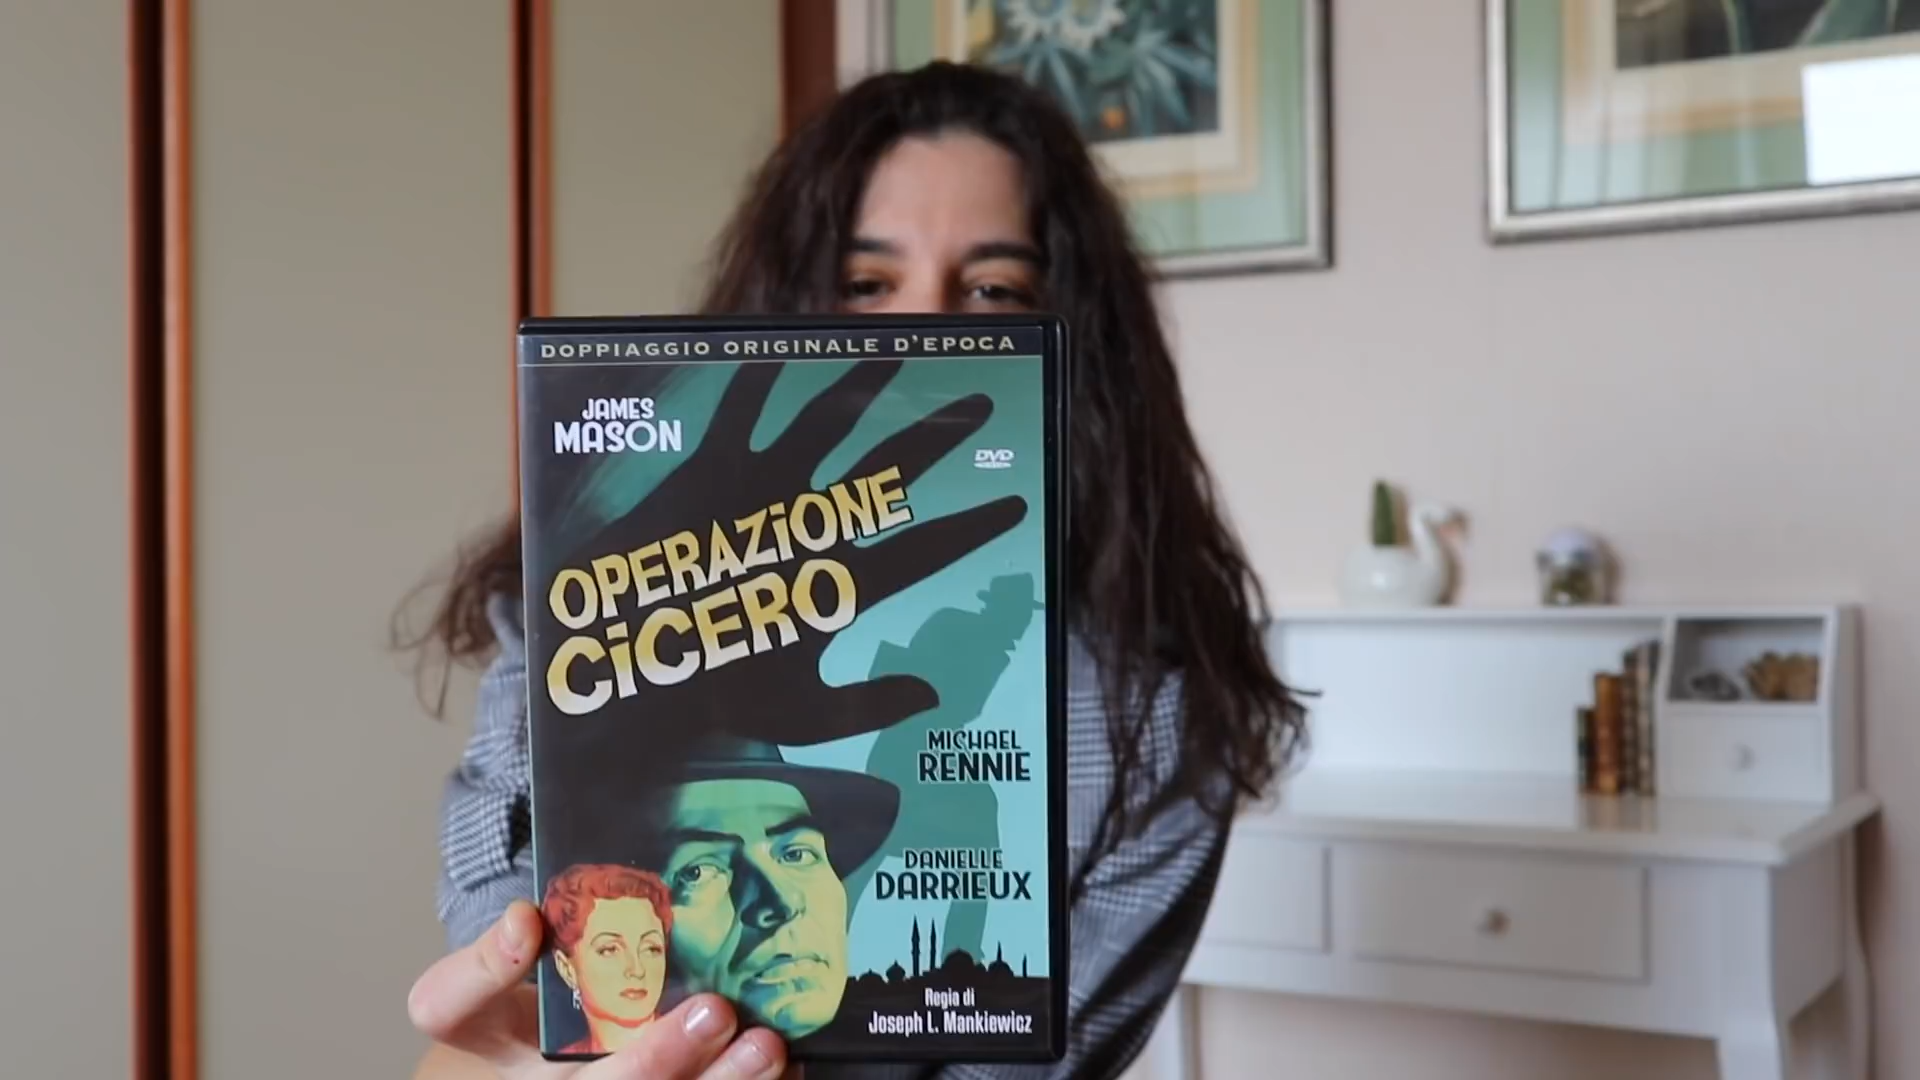 DOPPIAGGIO ORIGINALE D'EPOCA
JAMES
MASON
DVD
OPERAZiONE
CiCERO
MICHAEL
RENNIE
DANIELLE
DARRIEUX
Regia di
Joseph L. Mankiewicz